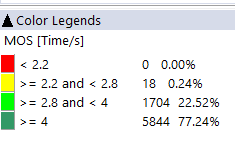 Color Legends
MOS [Time/s]
< 2.2 0 0.00%
>= 2.2 and < 2.8 18 0.24%
>= 2.8 and < 4 1704 22.52%
>= 4 5844 77.24%